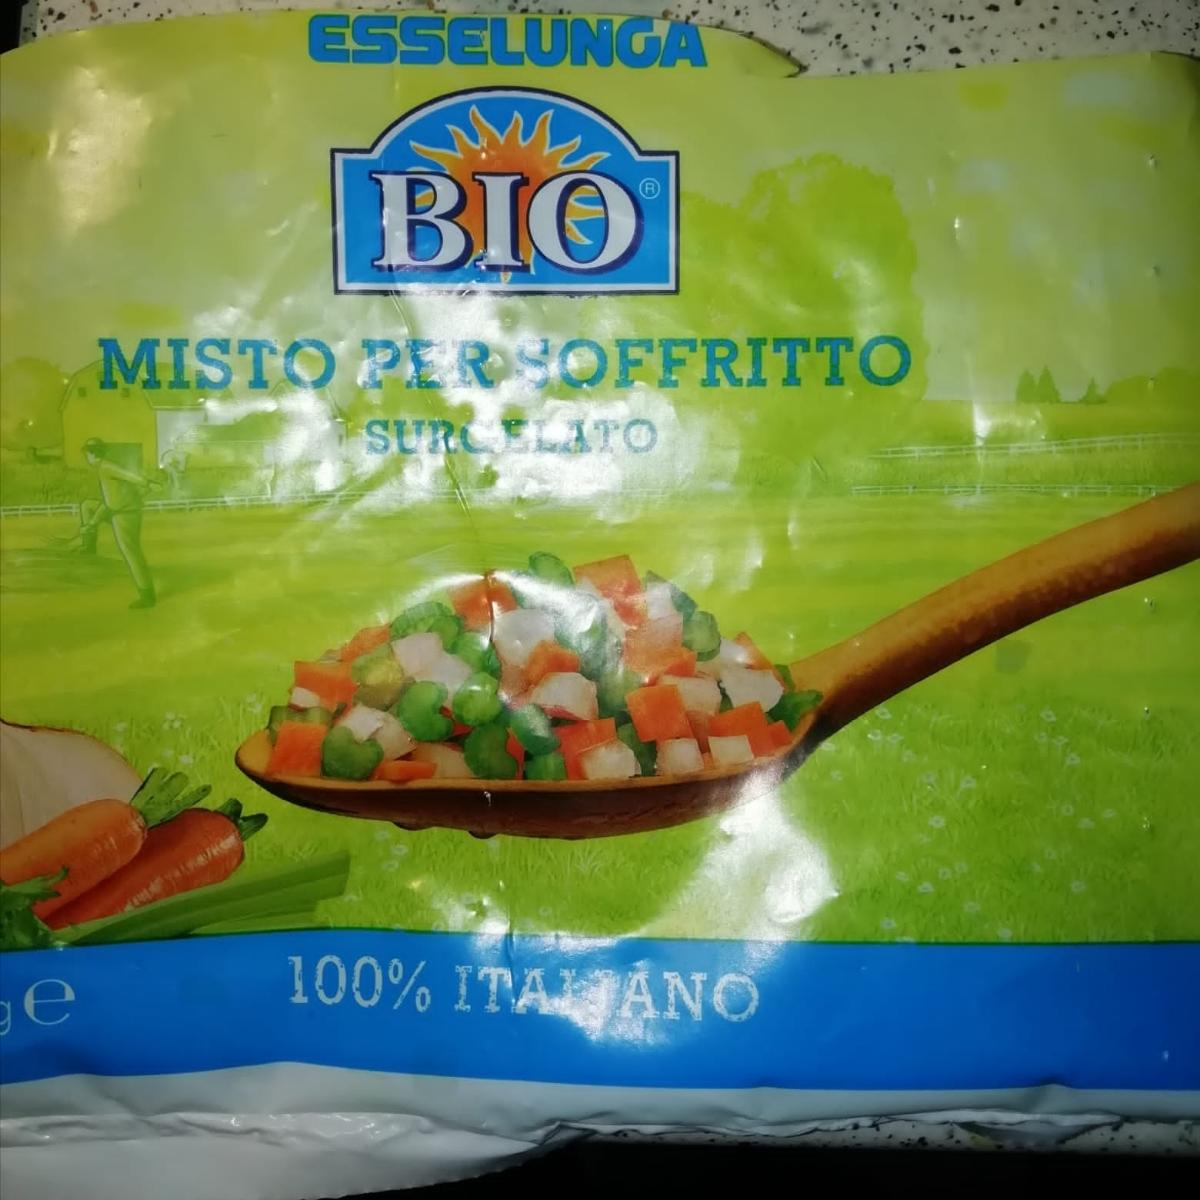 ESSELUNGA
BIO®
MISTO PER SOFFRITTO
SURGELATO
100% ITALIANO
g e